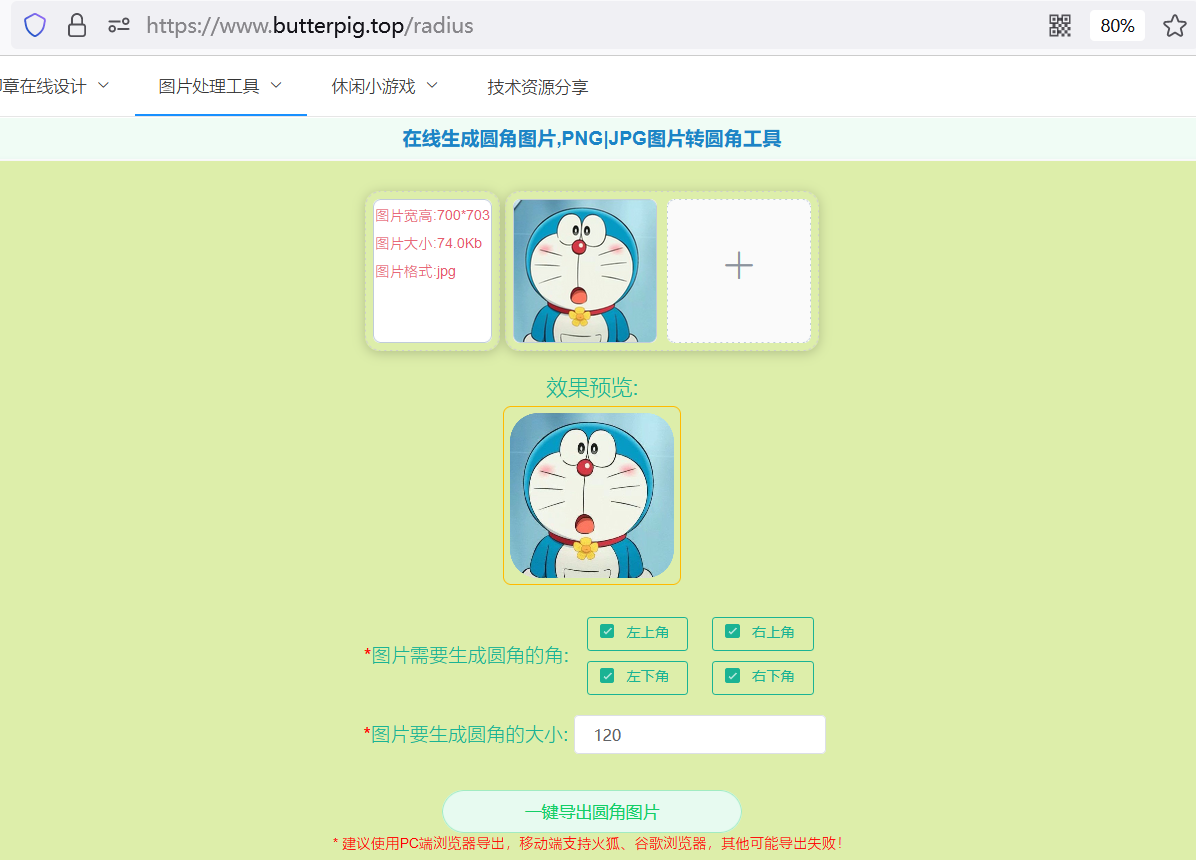 https://www.butterpig.top/radius
80%
章在线设计
图片处理工具
休闲小游戏
技术资源分享
在线生成圆角图片,PNG|JPG图片转圆角工具
图片宽高:700*703
图片大小:74.0Kb
图片格式:jpg
效果预览:
*图片需要生成圆角的角:
左上角
右上角
左下角
右下角
*图片要生成圆角的大小:
120
一键导出圆角图片
* 建议使用PC端浏览器导出，移动端支持火狐、谷歌浏览器，其他可能导出失败！